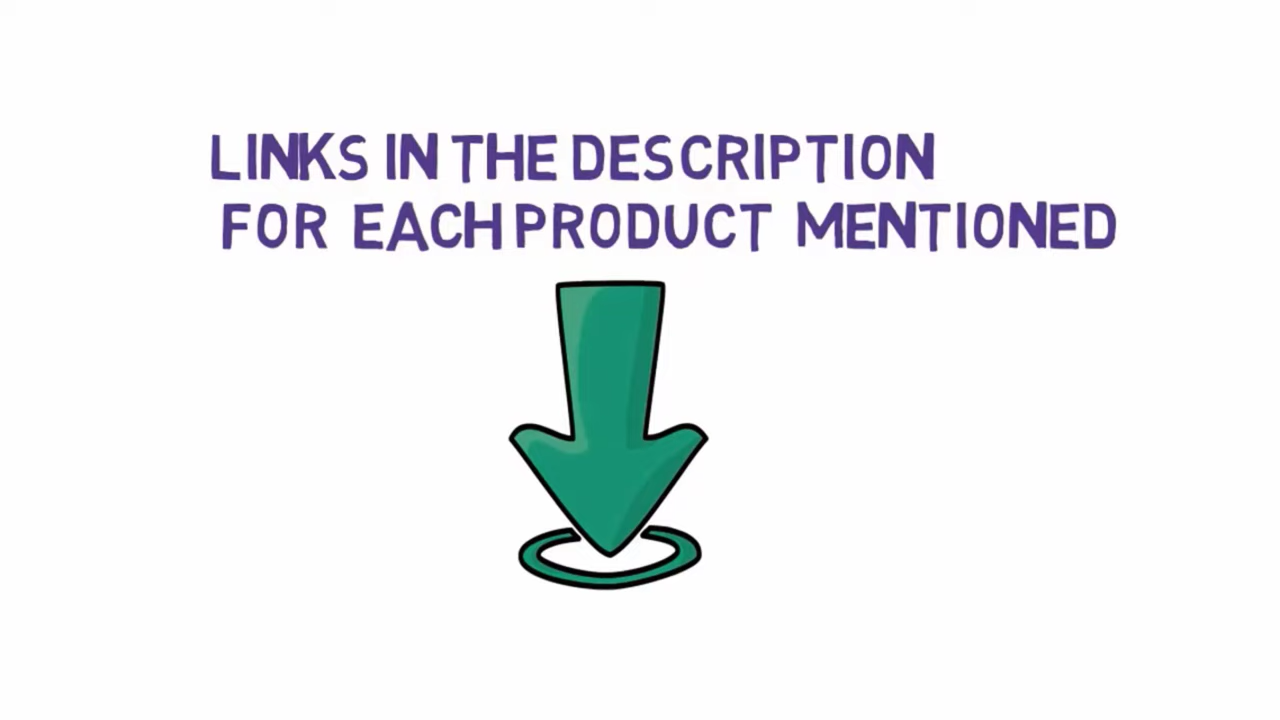 LINKS IN THE DESCRIPTION
FOR EACH PRODUCT MENTIONED